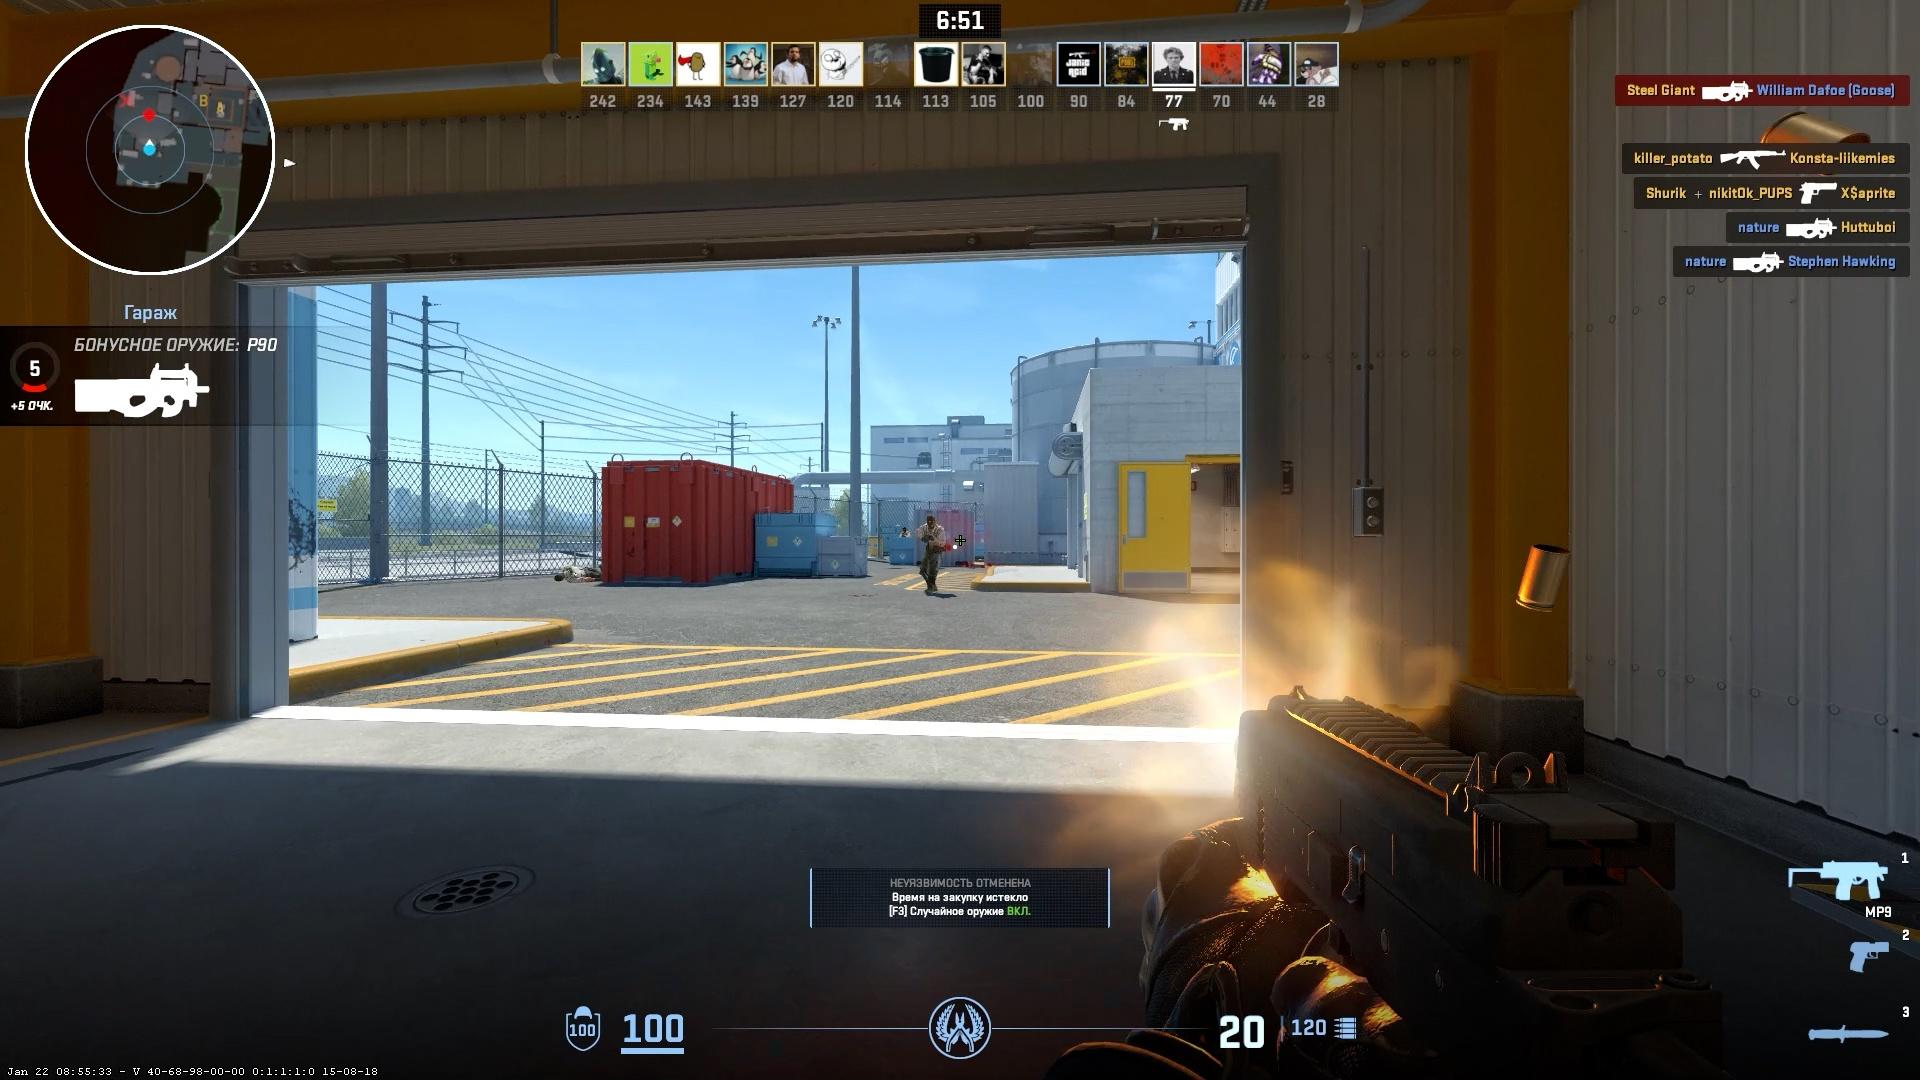 6:51
242 234 143 139 127 120 114 113 105 100 90 84 77 70 44 28
Steel Giant William Dafoe (Goose)
killer_potato Konsta-liikemies
Shurik + nikit0k_PUPS X$aprite
nature Huttuboi
nature Stephen Hawking
B
Гараж
БОНУСНОЕ ОРУЖИЕ: P90
5
+5 ОЧК.
НЕУЯЗВИМОСТЬ ОТМЕНЕНА
Время на закупку истекло
[F3] Случайное оружие ВКЛ.
1
MP9
2
3
100
100
20
120
Jan 22 08:55:33 - V 40-68-98-00-00 0:1:1:1:0 15-08-18